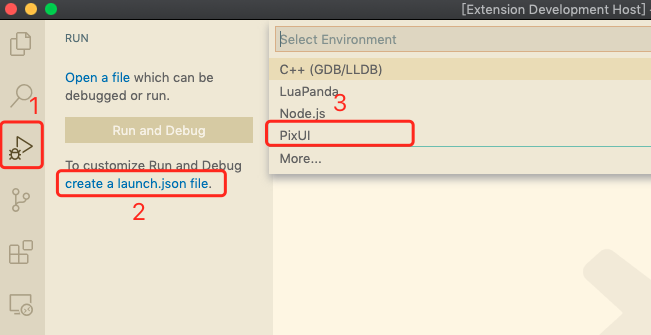 [Extension Development Host]
RUN
Open a file which can be
debugged or run.
Run and Debug
To customize Run and Debug
create a launch.json file.
1
2
Select Environment
C++ (GDB/LLDB)
LuaPanda
3
Node.js
PixUI
More...